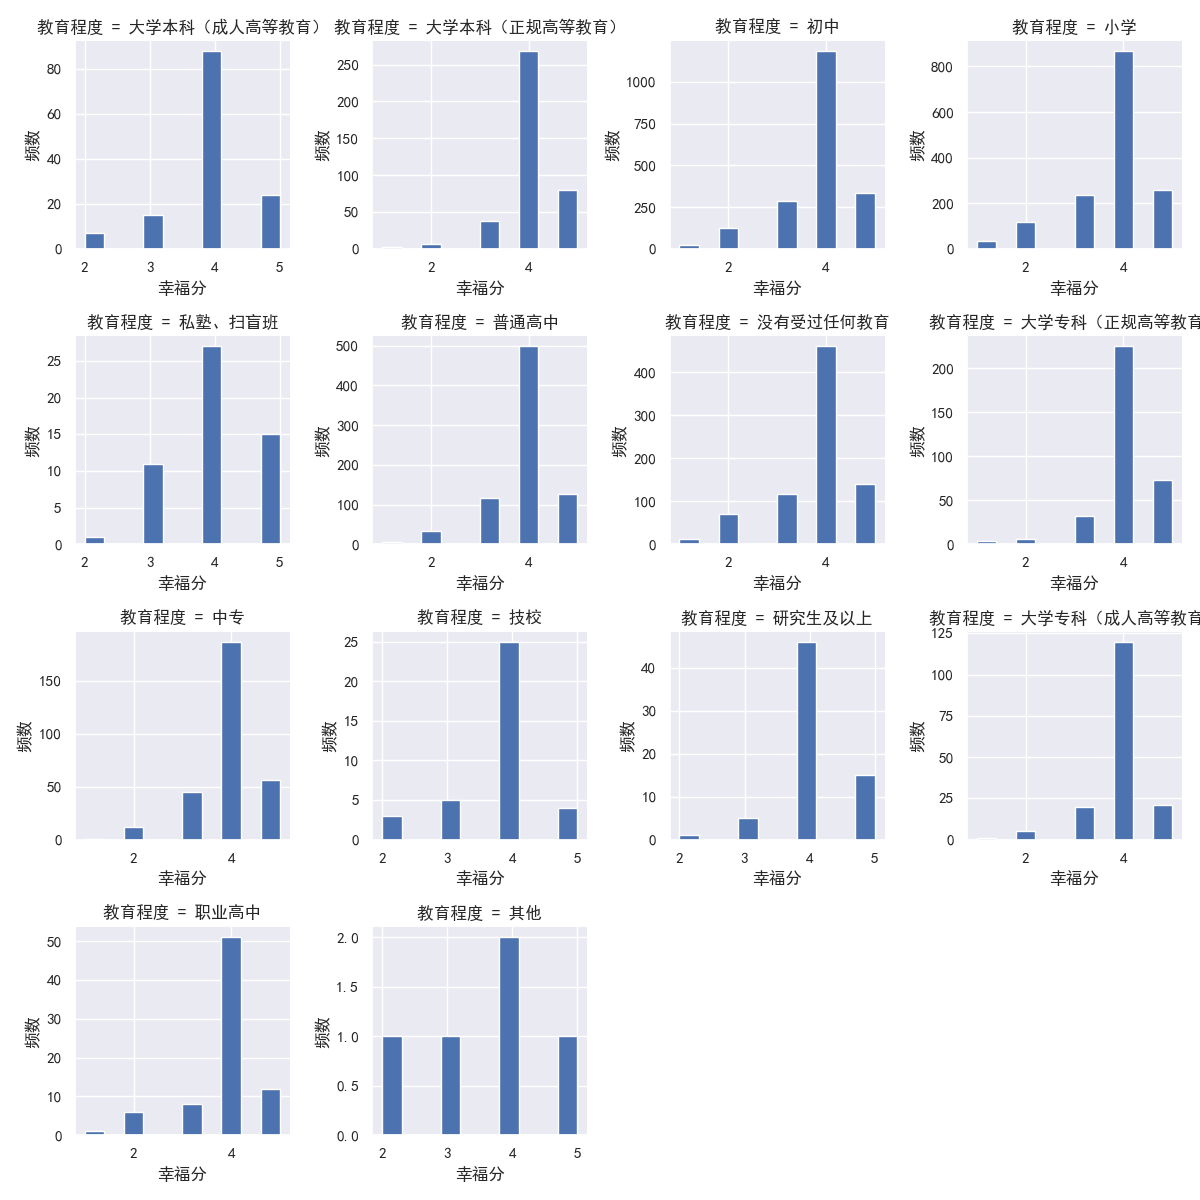 教育程度 = 大学本科（成人高等教育）
80
60
40
20
0
频数
2 3 4 5
幸福分
教育程度 = 大学本科（正规高等教育）
250
200
150
100
50
0
频数
2 4
幸福分
教育程度 = 初中
1000
750
500
250
0
频数
2 4
幸福分
教育程度 = 小学
800
600
400
200
0
频数
2 4
幸福分
教育程度 = 私塾、扫盲班
25
20
15
10
5
0
频数
2 3 4 5
幸福分
教育程度 = 普通高中
500
400
300
200
100
0
频数
2 4
幸福分
教育程度 = 没有受过任何教育
400
300
200
100
0
频数
2 4
幸福分
教育程度 = 大学专科（正规高等教育
200
150
100
50
0
频数
2 4
幸福分
教育程度 = 中专
150
100
50
0
频数
2 4
幸福分
教育程度 = 技校
25
20
15
10
5
0
频数
2 3 4 5
幸福分
教育程度 = 研究生及以上
40
30
20
10
0
频数
2 3 4 5
幸福分
教育程度 = 大学专科（成人高等教育
125
100
75
50
25
0
频数
2 4
幸福分
教育程度 = 职业高中
50
40
30
20
10
0
频数
2 4
幸福分
教育程度 = 其他
2.0
1.5
1.0
0.5
0.0
频数
2 3 4 5
幸福分